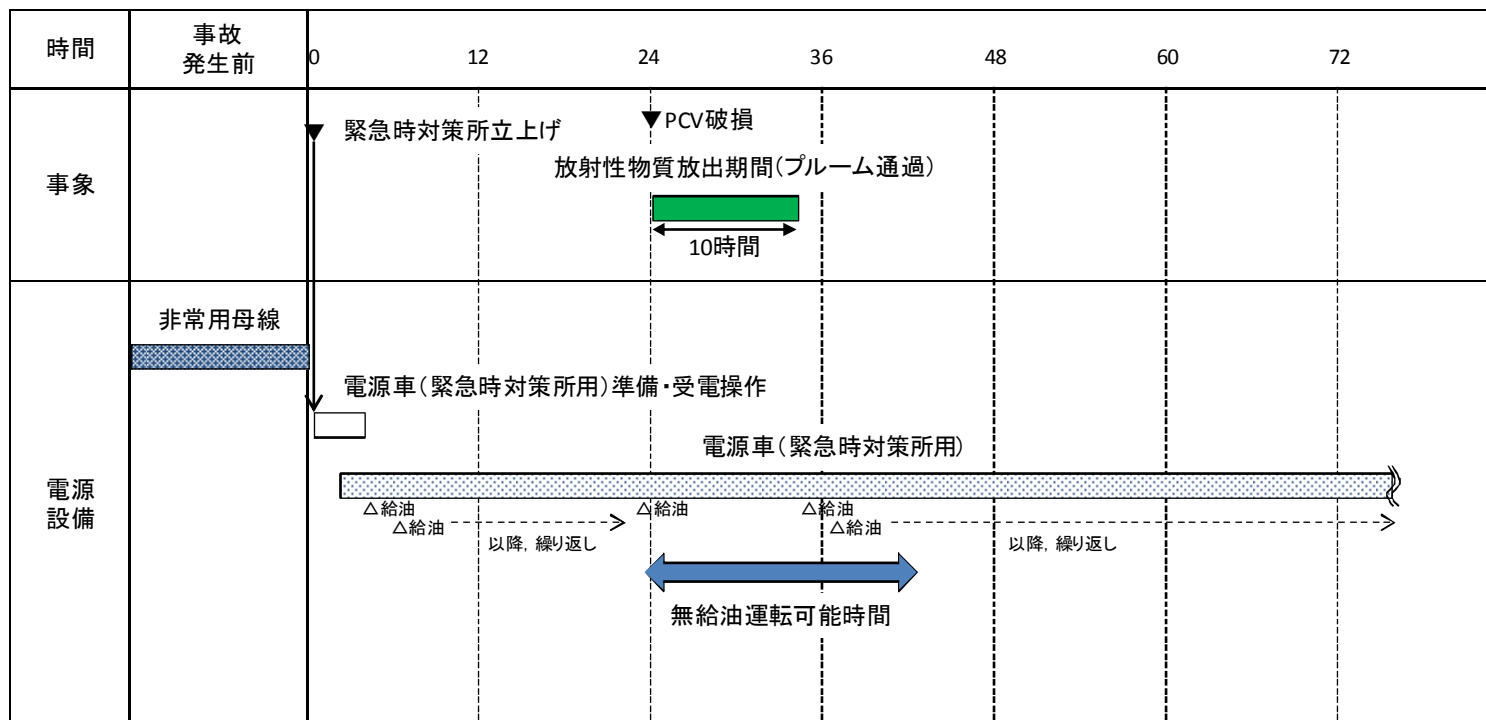 時間
事故
発生前
0
12
24
36
48
60
72
事象
▼緊急時対策所立上げ
▼PCV破損
放射性物質放出期間(プルーム通過)
10時間
電源
設備
非常用母線
電源車(緊急時対策所用)準備・受電操作
電源車(緊急時対策所用)
△給油
△給油
以降,繰り返し
△給油
△給油
△給油
以降,繰り返し
無給油運転可能時間